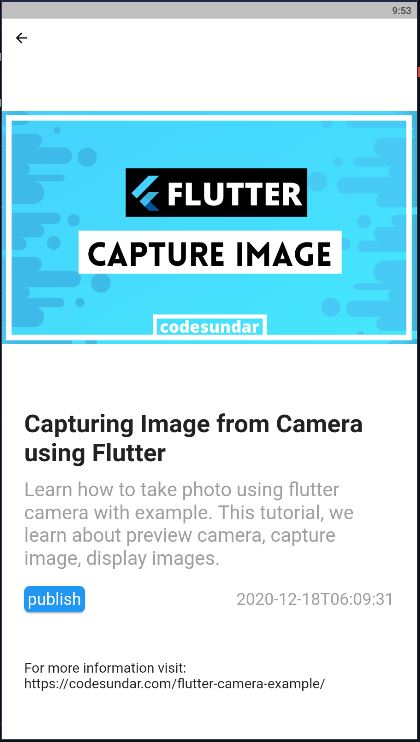 9:53
FLUTTER
CAPTURE IMAGE
codesundar
Capturing Image from Camera
using Flutter
Learn how to take photo using flutter
camera with example. This tutorial, we
learn about preview camera, capture
image, display images.
publish 2020-12-18T06:09:31
For more information visit:
https://codesundar.com/flutter-camera-example/